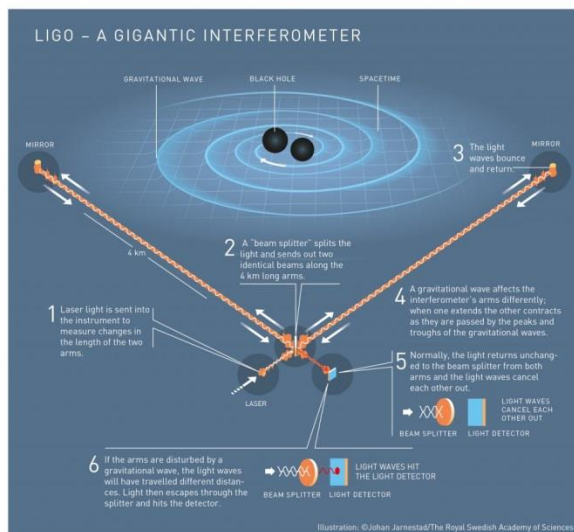 LIGO – A GIGANTIC INTERFEROMETER
GRAVITATIONAL WAVE
BLACK HOLE
SPACETIME
MIRROR
3 The light
waves bounce
and return.
MIRROR
4 km
2 A “beam splitter” splits the
light and sends out two
identical beams along the
4 km long arms.
1 Laser light is sent into
the instrument to
measure changes in
the length of the two
arms.
4 A gravitational wave affects the
interferometer’s arms differently;
when one extends the other contracts
as they are passed by the peaks and
troughs of the gravitational waves.
5 Normally, the light returns unchang-
ed to the beam splitter from both
arms and the light waves cancel
each other out.
LASER
LIGHT WAVES
CANCEL EACH
OTHER OUT
BEAM SPLITTER LIGHT DETECTOR
6 If the arms are disturbed by a
gravitational wave, the light waves
will have travelled different distan-
ces. Light then escapes through the
splitter and hits the detector.
LIGHT WAVES HIT
THE LIGHT DETECTOR
BEAM SPLITTER LIGHT DETECTOR
Illustration: ©Johan Jarnestad/The Royal Swedish Academy of Sciences